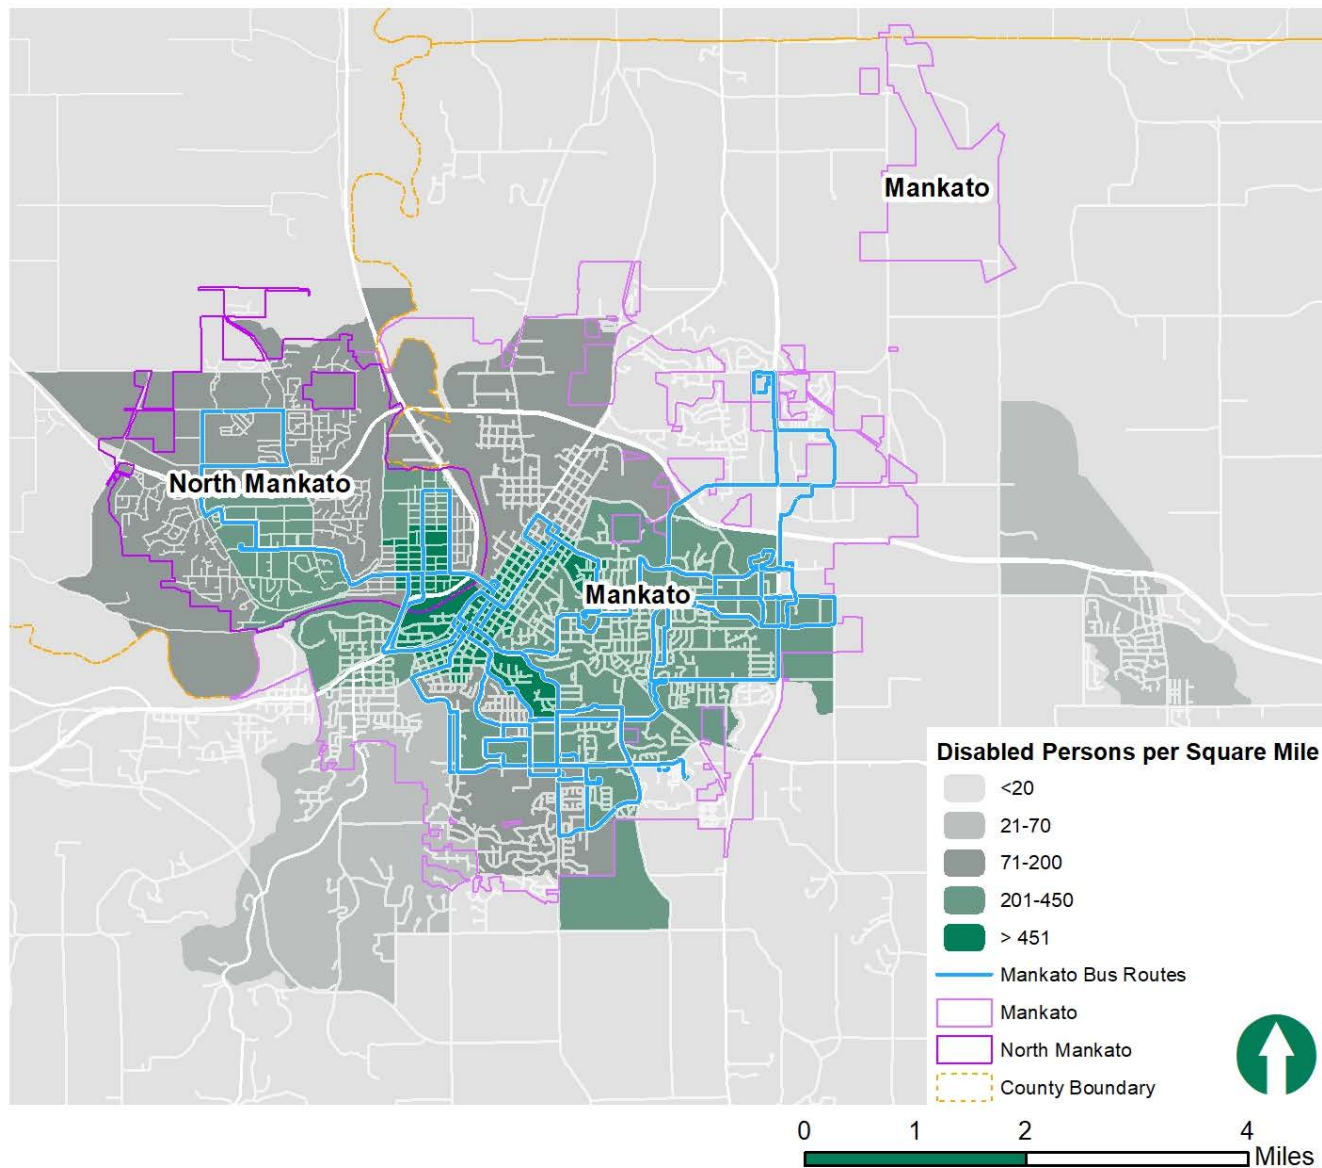 Mankato
North Mankato
Mankato
Disabled Persons per Square Mile
<20
21-70
71-200
201-450
> 451
Mankato Bus Routes
Mankato
North Mankato
County Boundary
0 1 2 4
Miles